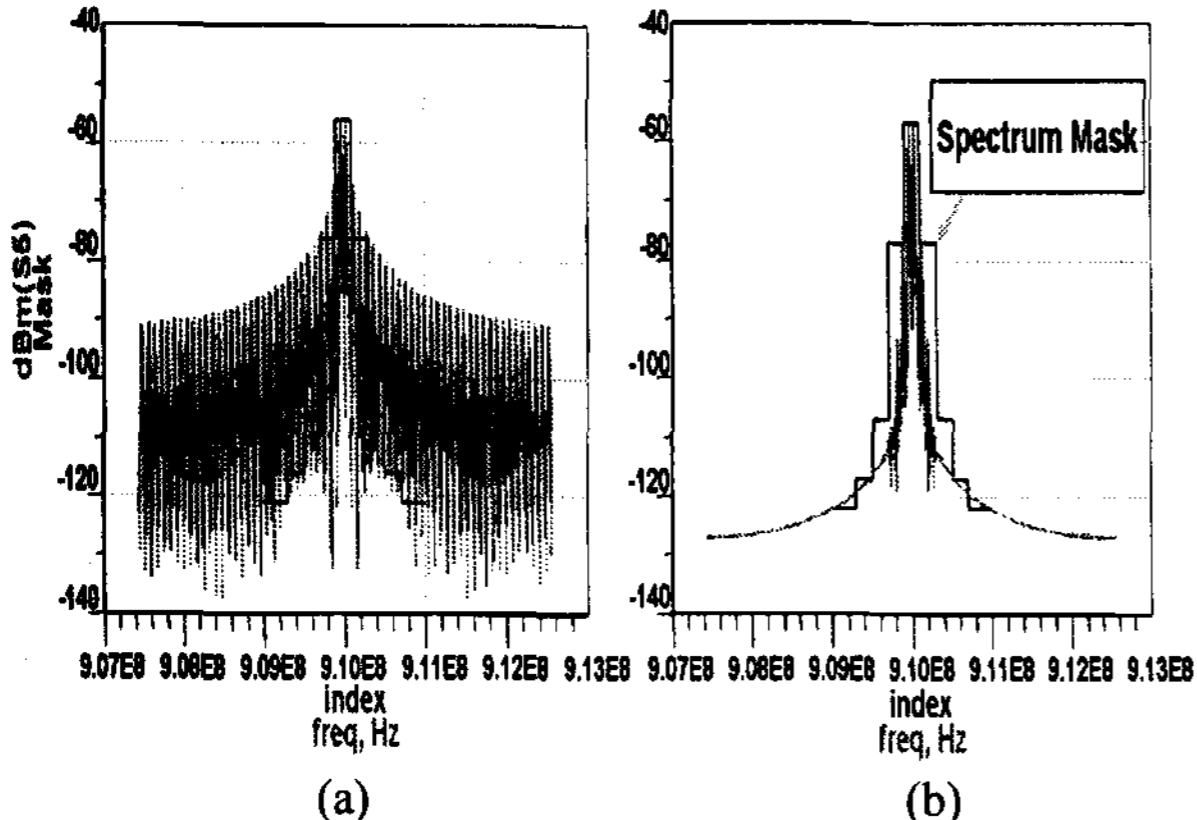 -40
-60
-80
-100
-120
-140
dBm(S6)
Mask
9.07E8 9.08E8 9.09E8 9.10E8 9.11E8 9.12E8 9.13E8
index
freq, Hz
(a)
-40
-60
-80
-100
-120
-140
Spectrum Mask
9.07E8 9.08E8 9.09E8 9.10E8 9.11E8 9.12E8 9.13E8
index
freq, Hz
(b)